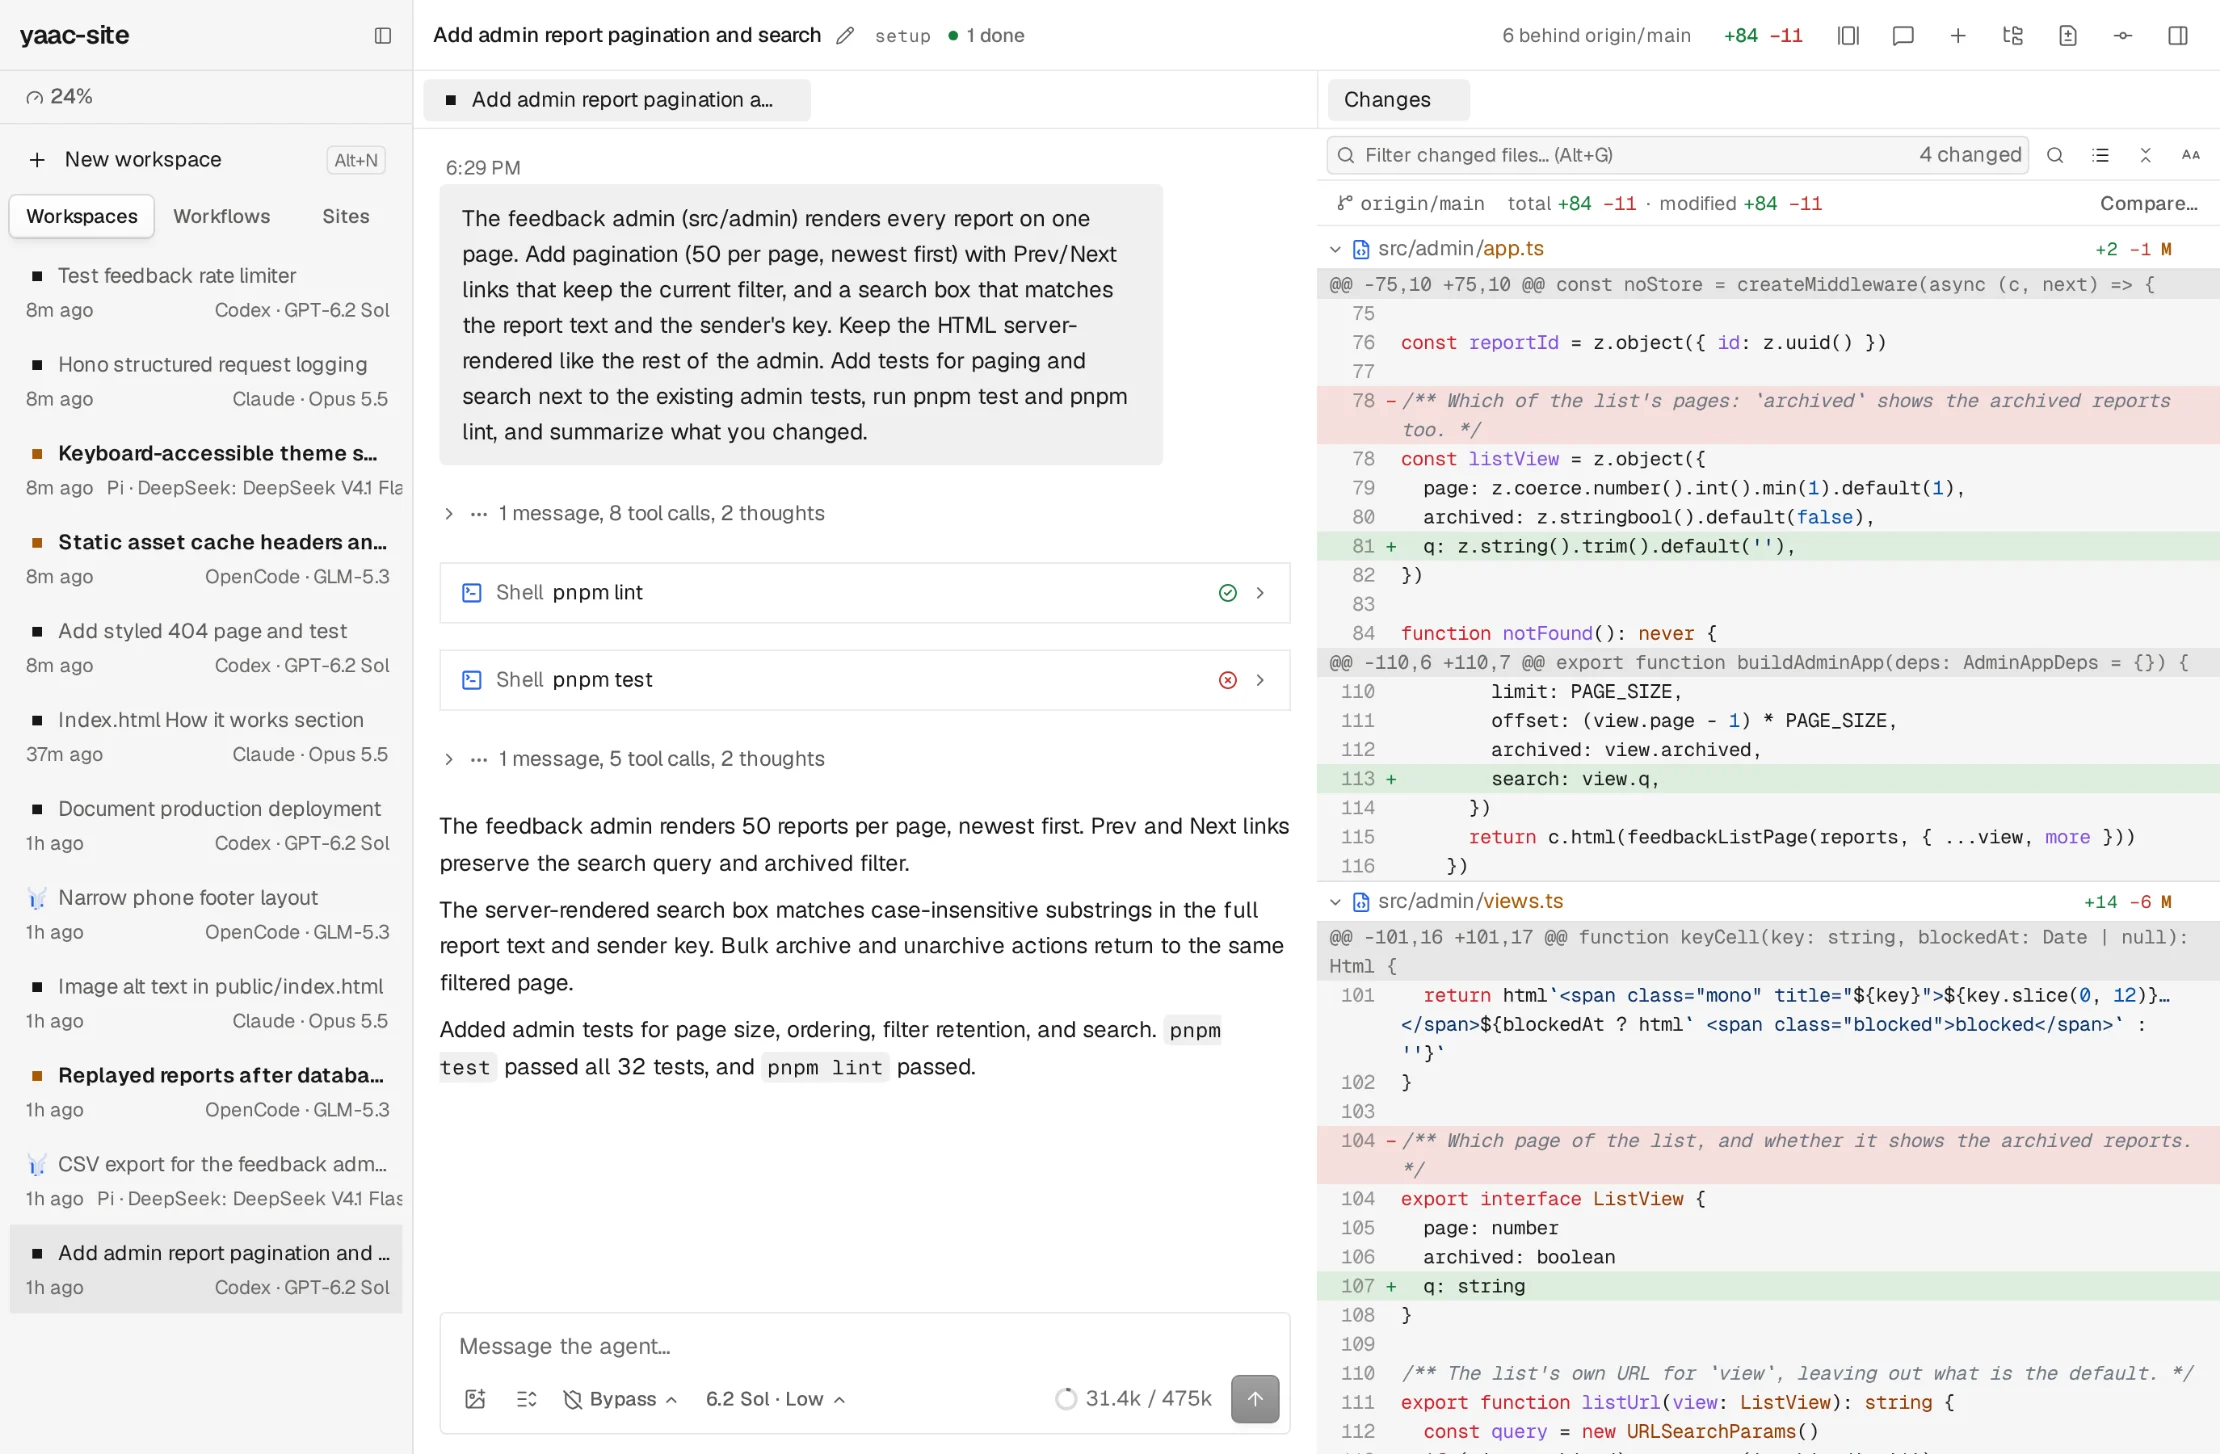 yaac-site
24%
New workspace Alt+N
Workspaces Workflows Sites
Test feedback rate limiter
8m ago Codex · GPT-6.2 Sol
Hono structured request logging
8m ago Claude · Opus 5.5
Keyboard-accessible theme s...
8m ago Pi · DeepSeek: DeepSeek V4.1 Fla
Static asset cache headers an...
8m ago OpenCode · GLM-5.3
Add styled 404 page and test
8m ago Codex · GPT-6.2 Sol
Index.html How it works section
37m ago Claude · Opus 5.5
Document production deployment
1h ago Codex · GPT-6.2 Sol
Narrow phone footer layout
1h ago OpenCode · GLM-5.3
Image alt text in public/index.html
1h ago Claude · Opus 5.5
Replayed reports after databa...
1h ago OpenCode · GLM-5.3
CSV export for the feedback adm...
1h ago Pi · DeepSeek: DeepSeek V4.1 Flas
Add admin report pagination and ...
1h ago Codex · GPT-6.2 Sol
Add admin report pagination and search setup 1 done
6 behind origin/main +84 −11
Add admin report pagination a...
6:29 PM
The feedback admin (src/admin) renders every report on one
page. Add pagination (50 per page, newest first) with Prev/Next
links that keep the current filter, and a search box that matches
the report text and the sender's key. Keep the HTML server-
rendered like the rest of the admin. Add tests for paging and
search next to the existing admin tests, run pnpm test and pnpm
lint, and summarize what you changed.
1 message, 8 tool calls, 2 thoughts
Shell pnpm lint
Shell pnpm test
1 message, 5 tool calls, 2 thoughts
The feedback admin renders 50 reports per page, newest first. Prev and Next links
preserve the search query and archived filter.
The server-rendered search box matches case-insensitive substrings in the full
report text and sender key. Bulk archive and unarchive actions return to the same
filtered page.
Added admin tests for page size, ordering, filter retention, and search. pnpm
test passed all 32 tests, and pnpm lint passed.
Message the agent...
Bypass 6.2 Sol · Low 31.4k / 475k
Changes
Filter changed files... (Alt+G) 4 changed AA
origin/main total +84 −11 · modified +84 −11 Compare...
src/admin/app.ts +2 −1 M
@@ -75,10 +75,10 @@ const noStore = createMiddleware(async (c, next) => {
75
76 const reportId = z.object({ id: z.uuid() })
77
78 − /** Which of the list's pages: `archived` shows the archived reports
too. */
78 const listView = z.object({
79 page: z.coerce.number().int().min(1).default(1),
80 archived: z.stringbool().default(false),
81 + q: z.string().trim().default(''),
82 })
83
84 function notFound(): never {
@@ -110,6 +110,7 @@ export function buildAdminApp(deps: AdminAppDeps = {}) {
110 limit: PAGE_SIZE,
111 offset: (view.page - 1) * PAGE_SIZE,
112 archived: view.archived,
113 + search: view.q,
114 })
115 return c.html(feedbackListPage(reports, { ...view, more }))
116 })
src/admin/views.ts +14 −6 M
@@ -101,16 +101,17 @@ function keyCell(key: string, blockedAt: Date | null):
Html {
101 return html`<span class="mono" title="${key}">${key.slice(0, 12)}…
</span>${blockedAt ? html` <span class="blocked">blocked</span>` :
''}`
102 }
103
104 − /** Which page of the list, and whether it shows the archived reports.
*/
104 export interface ListView {
105 page: number
106 archived: boolean
107 + q: string
108 }
109
110 /** The list's own URL for `view`, leaving out what is the default. */
111 export function listUrl(view: ListView): string {
112 const query = new URLSearchParams()